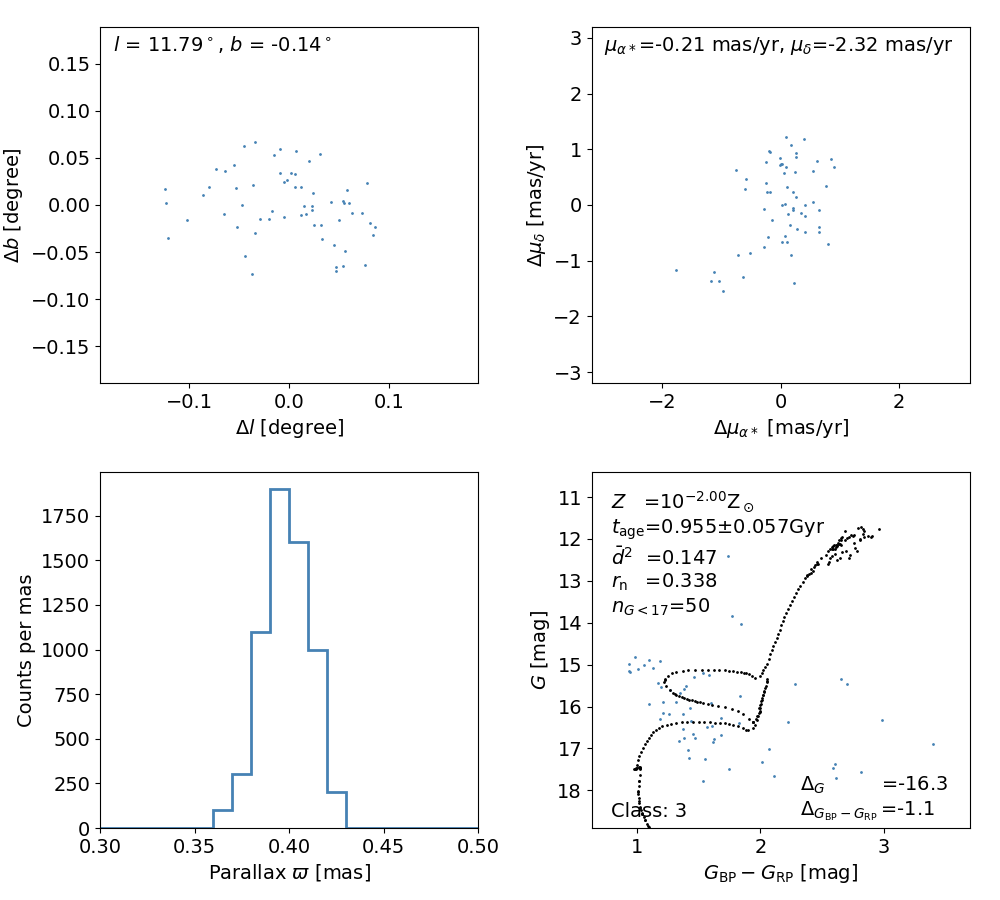 l = 11.79°, b = -0.14°
0.15
0.10
0.05
0.00
−0.05
−0.10
−0.15
Δb [degree]
−0.1
0.0
0.1
Δl [degree]
μα*=-0.21 mas/yr, μδ=-2.32 mas/yr
3
2
1
0
−1
−2
−3
Δμδ [mas/yr]
−2
0
2
Δμα* [mas/yr]
1750
1500
1250
1000
750
500
250
0
Counts per mas
0.30
0.35
0.40
0.45
0.50
Parallax ϖ [mas]
Z =10^−2.00 Z⊙
tage=0.955±0.057Gyr
d̄² =0.147
rn =0.338
nG<17=50
11
12
13
14
15
16
17
18
G [mag]
ΔG =-16.3
ΔGBP−GRP=-1.1
Class: 3
1
2
3
GBP − GRP [mag]